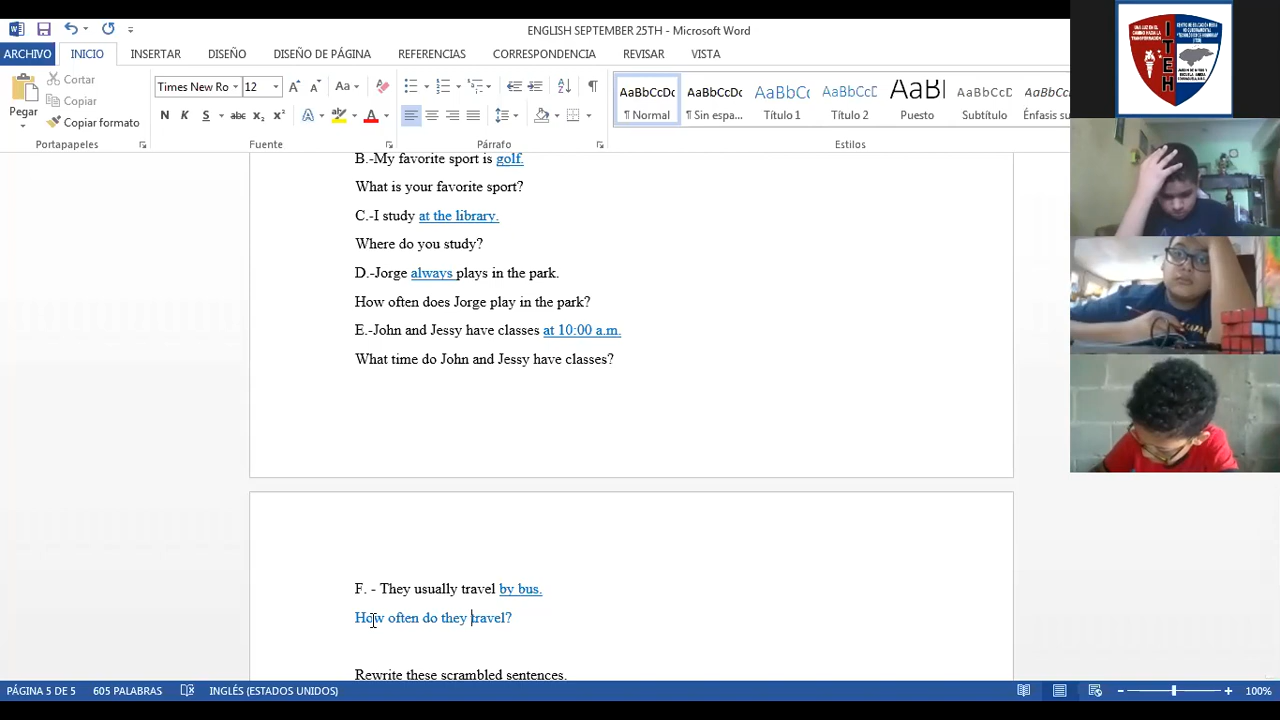 ENGLISH SEPTEMBER 25TH - Microsoft Word
ARCHIVO INICIO INSERTAR DISEÑO DISEÑO DE PÁGINA REFERENCIAS CORRESPONDENCIA REVISAR VISTA
Pegar
Cortar
Copiar
Copiar formato
Times New Ro 12
N K S abc x₂ x²
AaBbCcDc AaBbCcDc AaBbCc AaBbCcD AaBl AaBbCcD AaBbCcDc
¶ Normal ¶ Sin espa... Título 1 Título 2 Puesto Subtítulo Énfasis su
Portapapeles Fuente Párrafo Estilos
ITEH
B.-My favorite sport is golf.
What is your favorite sport?
C.-I study at the library.
Where do you study?
D.-Jorge always plays in the park.
How often does Jorge play in the park?
E.-John and Jessy have classes at 10:00 a.m.
What time do John and Jessy have classes?
F. - They usually travel by bus.
How often do they travel?
Rewrite these scrambled sentences.
PÁGINA 5 DE 5 605 PALABRAS INGLÉS (ESTADOS UNIDOS) 100%